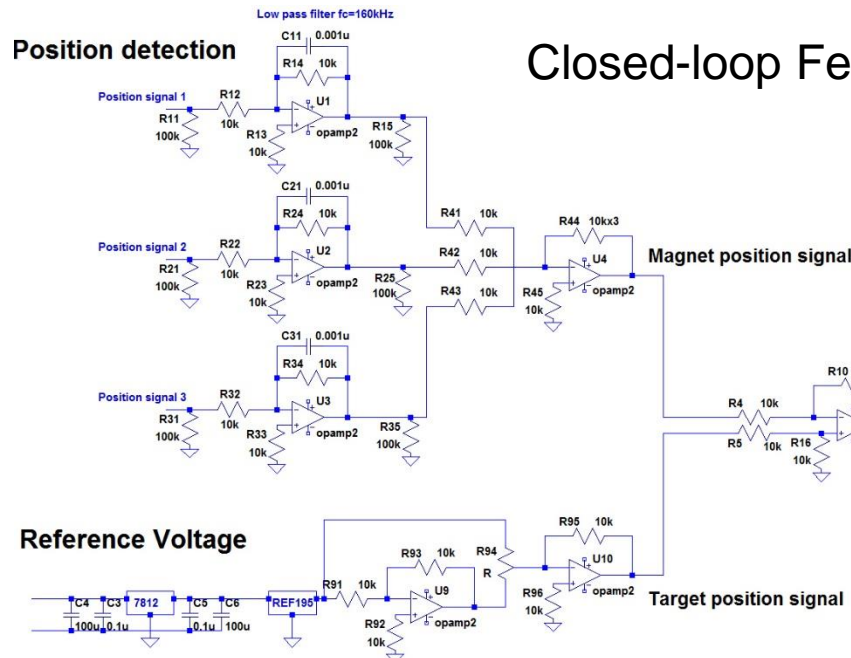 Low pass filter fc=160kHz
Position detection
Closed-loop Fe
C11 0.001u
R14 10k
Position signal 1
R12
10k
R11
100k
R13
10k
U1
opamp2
R15
100k
C21 0.001u
R24 10k
Position signal 2
R22
10k
R21
100k
R23
10k
U2
opamp2
R25
100k
R41 10k
R42 10k
R43 10k
R44 10kx3
U4
R45
10k
opamp2
Magnet position signal
C31 0.001u
R34 10k
Position signal 3
R32
10k
R31
100k
R33
10k
U3
opamp2
R35
100k
R10
R4 10k
R5 10k
R16
10k
Reference Voltage
C4
100u
C3
0.1u
7812
C5
0.1u
C6
100u
REF195
R91 10k
R93 10k
U9
R92
10k
opamp2
R94
R
R95 10k
U10
R96
10k
opamp2
Target position signal